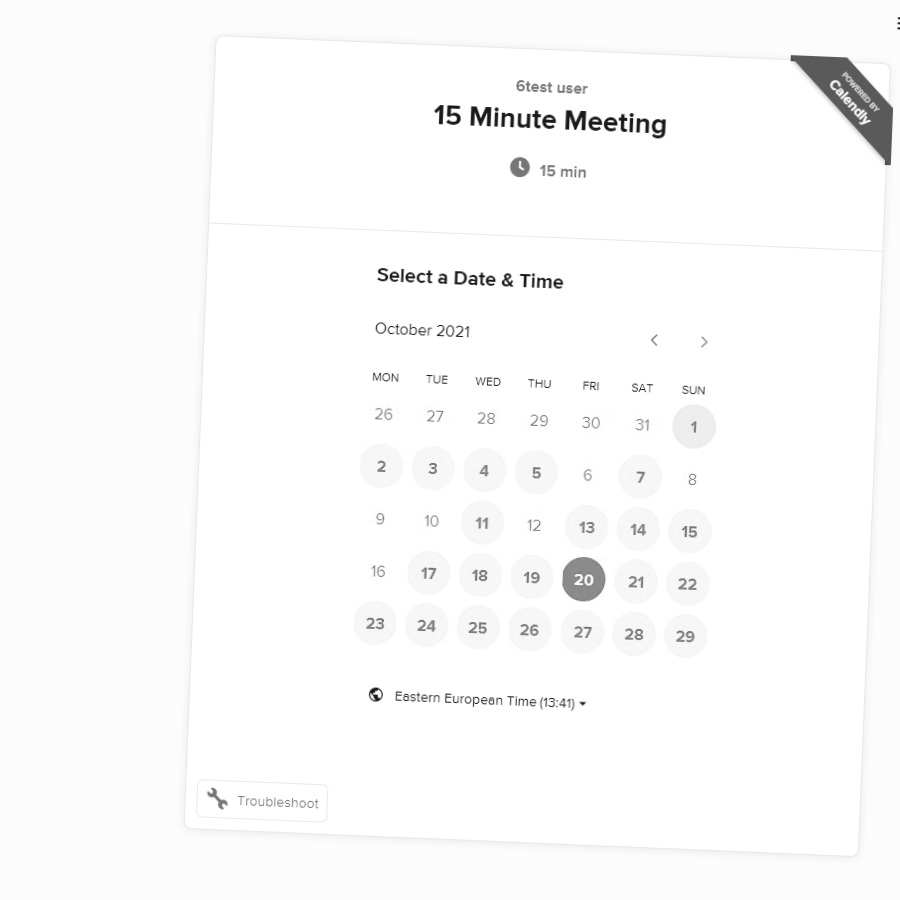 POWERED BY
Calendly
6test user
15 Minute Meeting
15 min
Select a Date & Time
October 2021
MON TUE WED THU FRI SAT SUN
26 27 28 29 30 31 1
2 3 4 5 6 7 8
9 10 11 12 13 14 15
16 17 18 19 20 21 22
23 24 25 26 27 28 29
Eastern European Time (13:41)
Troubleshoot